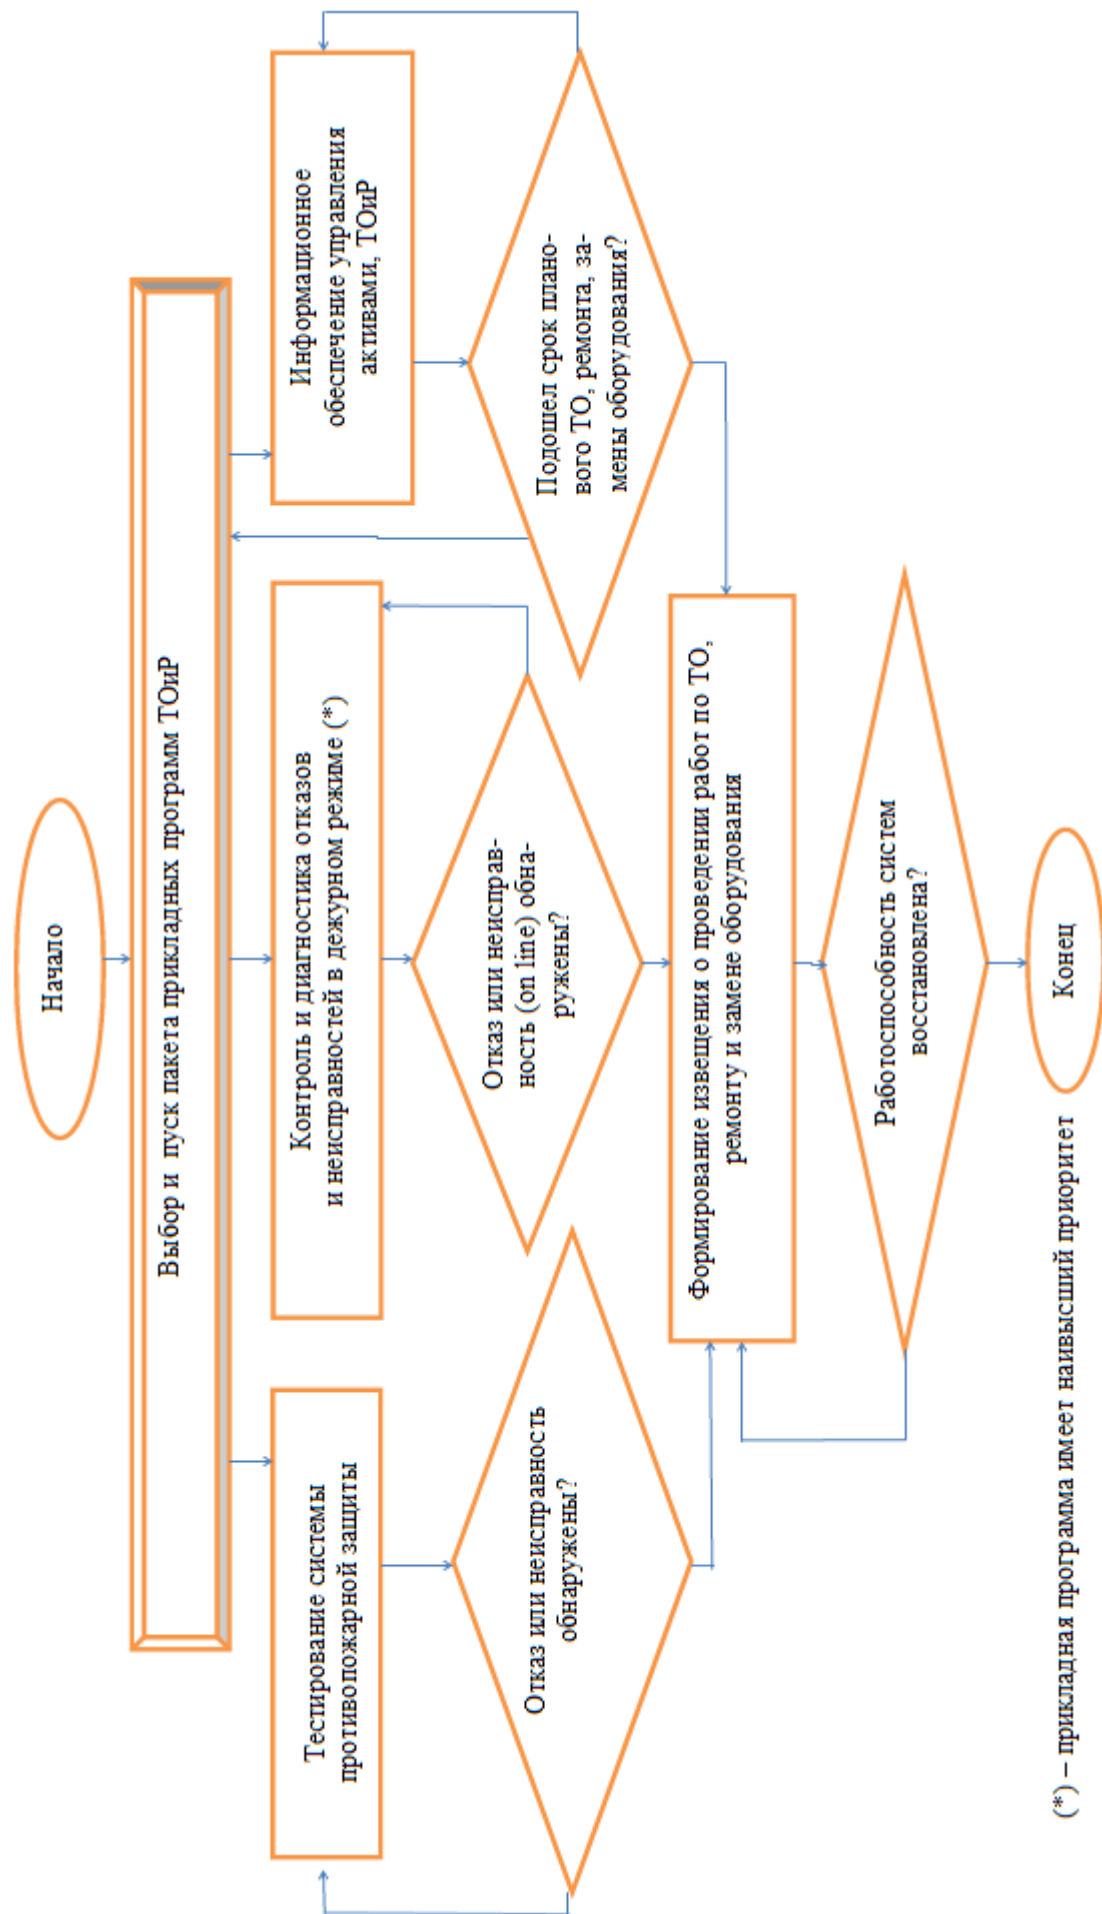 Начало
Выбор и пуск пакета прикладных программ ТОиР
Тестирование системы
противопожарной защиты
Контроль и диагностика отказов
и неисправностей в дежурном режиме (*)
Информационное
обеспечение управления
активами, ТОиР
Отказ или неисправность
обнаружены?
Отказ или неисправ-
ность (on line) обна-
ружены?
Подошел срок плано-
вого ТО, ремонта, за-
мены оборудования?
Формирование извещения о проведении работ по ТО,
ремонту и замене оборудования
Работоспособность систем
восстановлена?
Конец
(*) – прикладная программа имеет наивысший приоритет